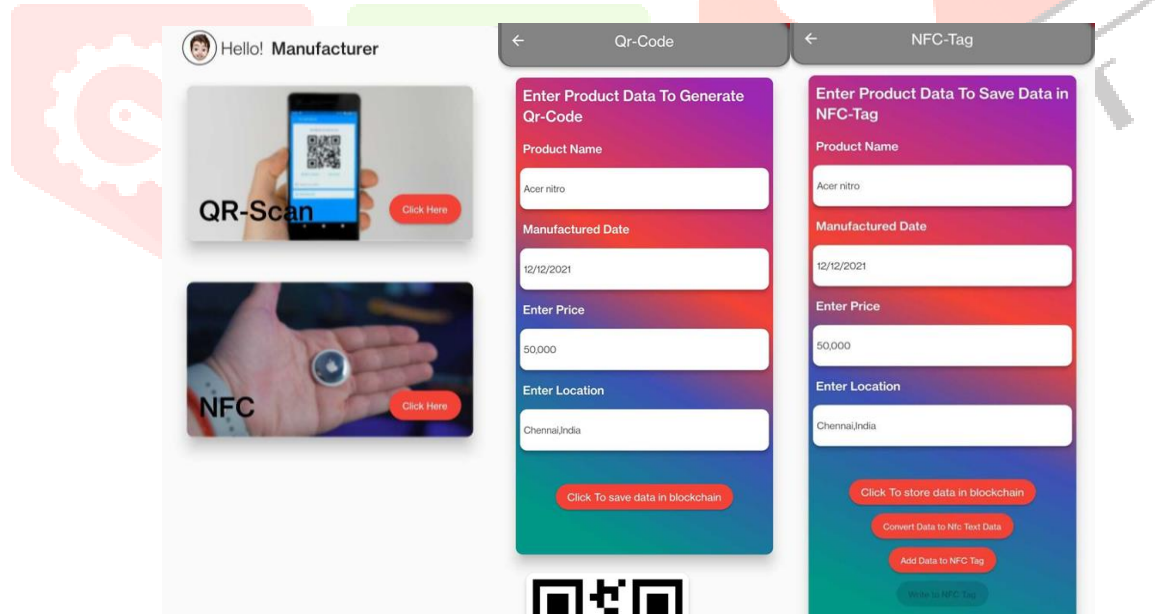 Hello! Manufacturer
QR-Scan
Click Here
NFC
Click Here
Qr-Code
Enter Product Data To Generate
Qr-Code
Product Name
Acer nitro
Manufactured Date
12/12/2021
Enter Price
50,000
Enter Location
Chennai,India
Click To save data in blockchain
NFC-Tag
Enter Product Data To Save Data in
NFC-Tag
Product Name
Acer nitro
Manufactured Date
12/12/2021
Enter Price
50,000
Enter Location
Chennai,India
Click To store data in blockchain
Convert Data to Nfc Text Data
Add Data to NFC Tag
Write to NFC Tag